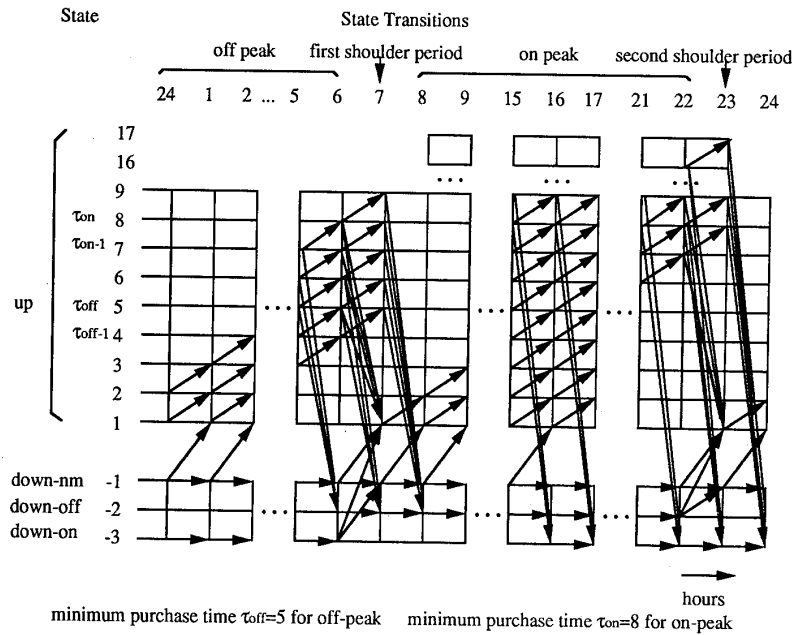 State
State Transitions
off peak first shoulder period on peak second shoulder period
24 1 2 ... 5 6 7 8 9 15 16 17 21 22 23 24
17
16
... ... ...
9
τon 8
τon-1 7
6
up τoff 5 ... ... ...
τoff-1 4
3
2
1
down-nm -1
down-off -2 ... ... ...
down-on -3
hours
minimum purchase time τoff=5 for off-peak minimum purchase time τon=8 for on-peak